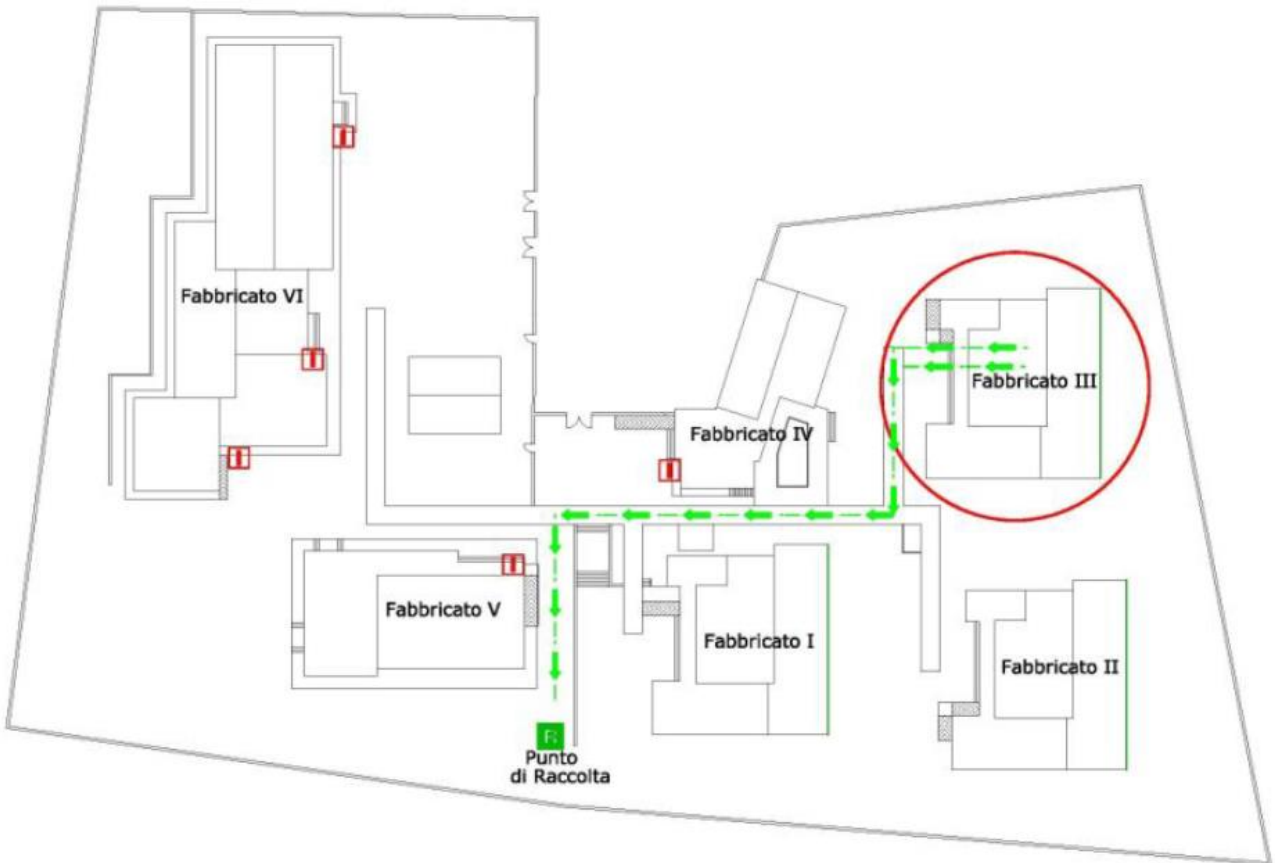 Fabbricato VI
Fabbricato III
Fabbricato IV
Fabbricato V
Fabbricato I
Fabbricato II
R
Punto
di Raccolta